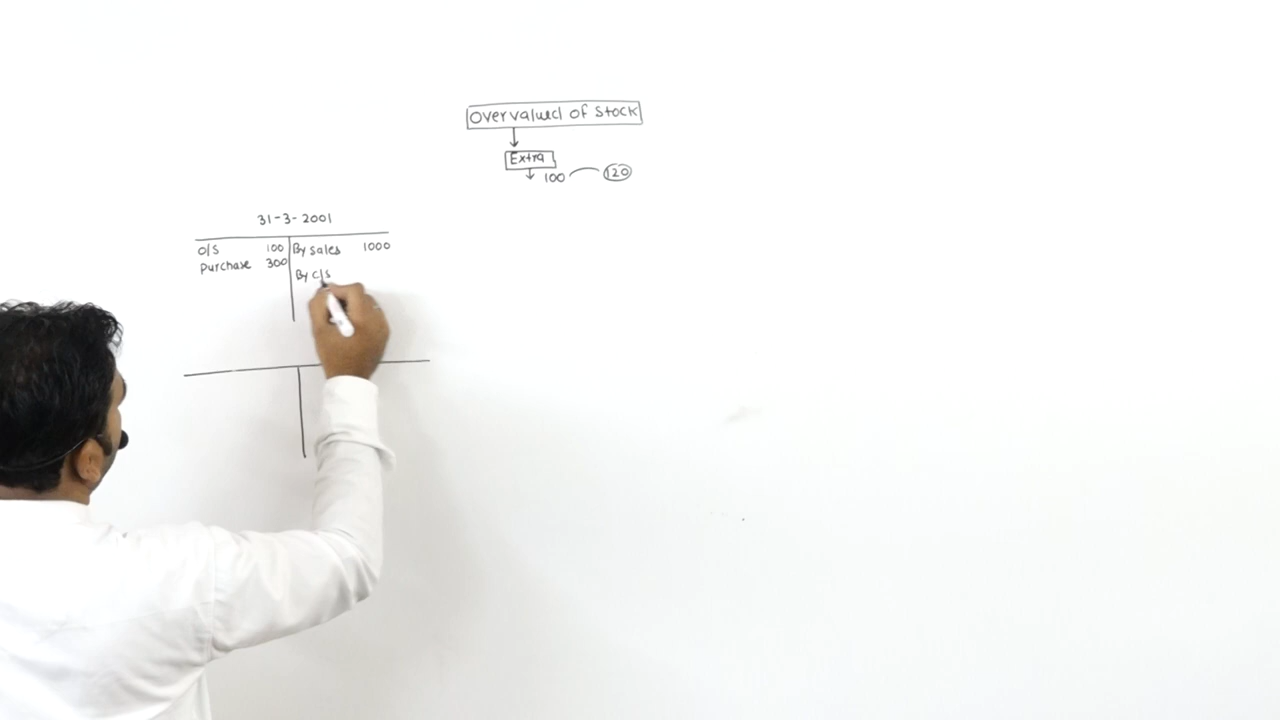 Overvalued of Stock
Extra
100 120
31-3-2001
O/S 100 By Sales 1000
Purchase 300
By C/S